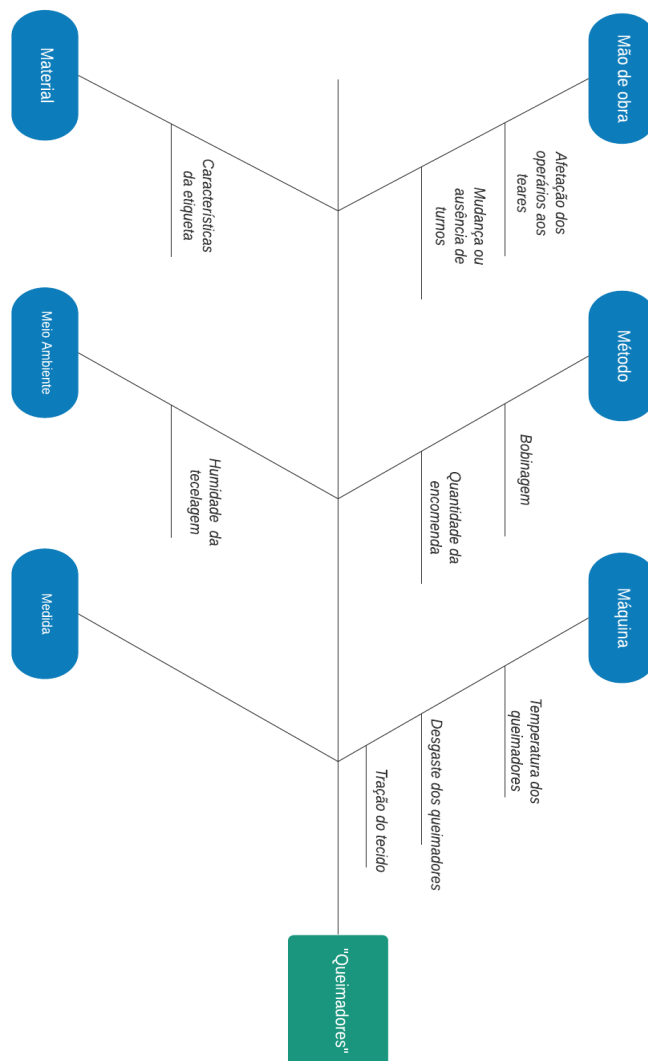 Mão de obra
Método
Máquina
Afetação dos
operários aos
teares
Mudança ou
ausência de
turnos
Bobinagem
Quantidade da
encomenda
Temperatura dos
queimadores
Desgaste dos queimadores
Tração do tecido
"Queimadores"
Características
da etiqueta
Humidade da
tecelagem
Material
Meio Ambiente
Medida